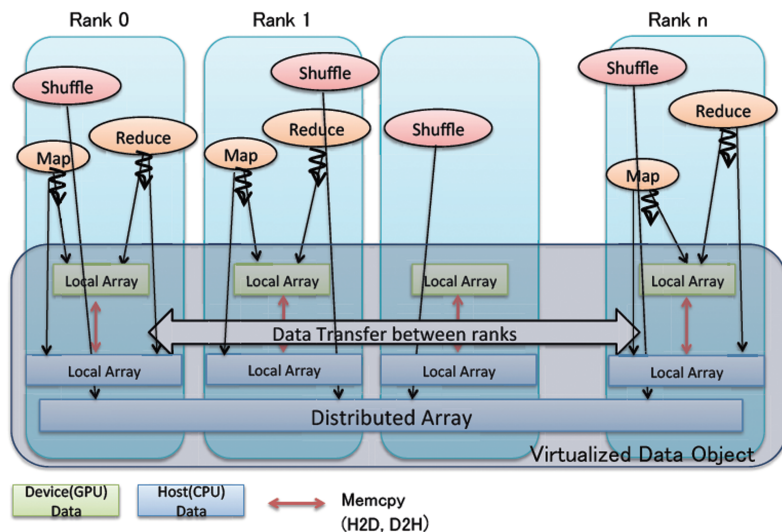 Rank 0
Rank 1
Rank n
Shuffle
Shuffle
Shuffle
Shuffle
Map
Reduce
Map
Reduce
Map
Reduce
Local Array
Local Array
Local Array
Local Array
Data Transfer between ranks
Local Array
Local Array
Local Array
Local Array
Distributed Array
Virtualized Data Object
Device(GPU)
Data
Host(CPU)
Data
Memcpy
(H2D, D2H)